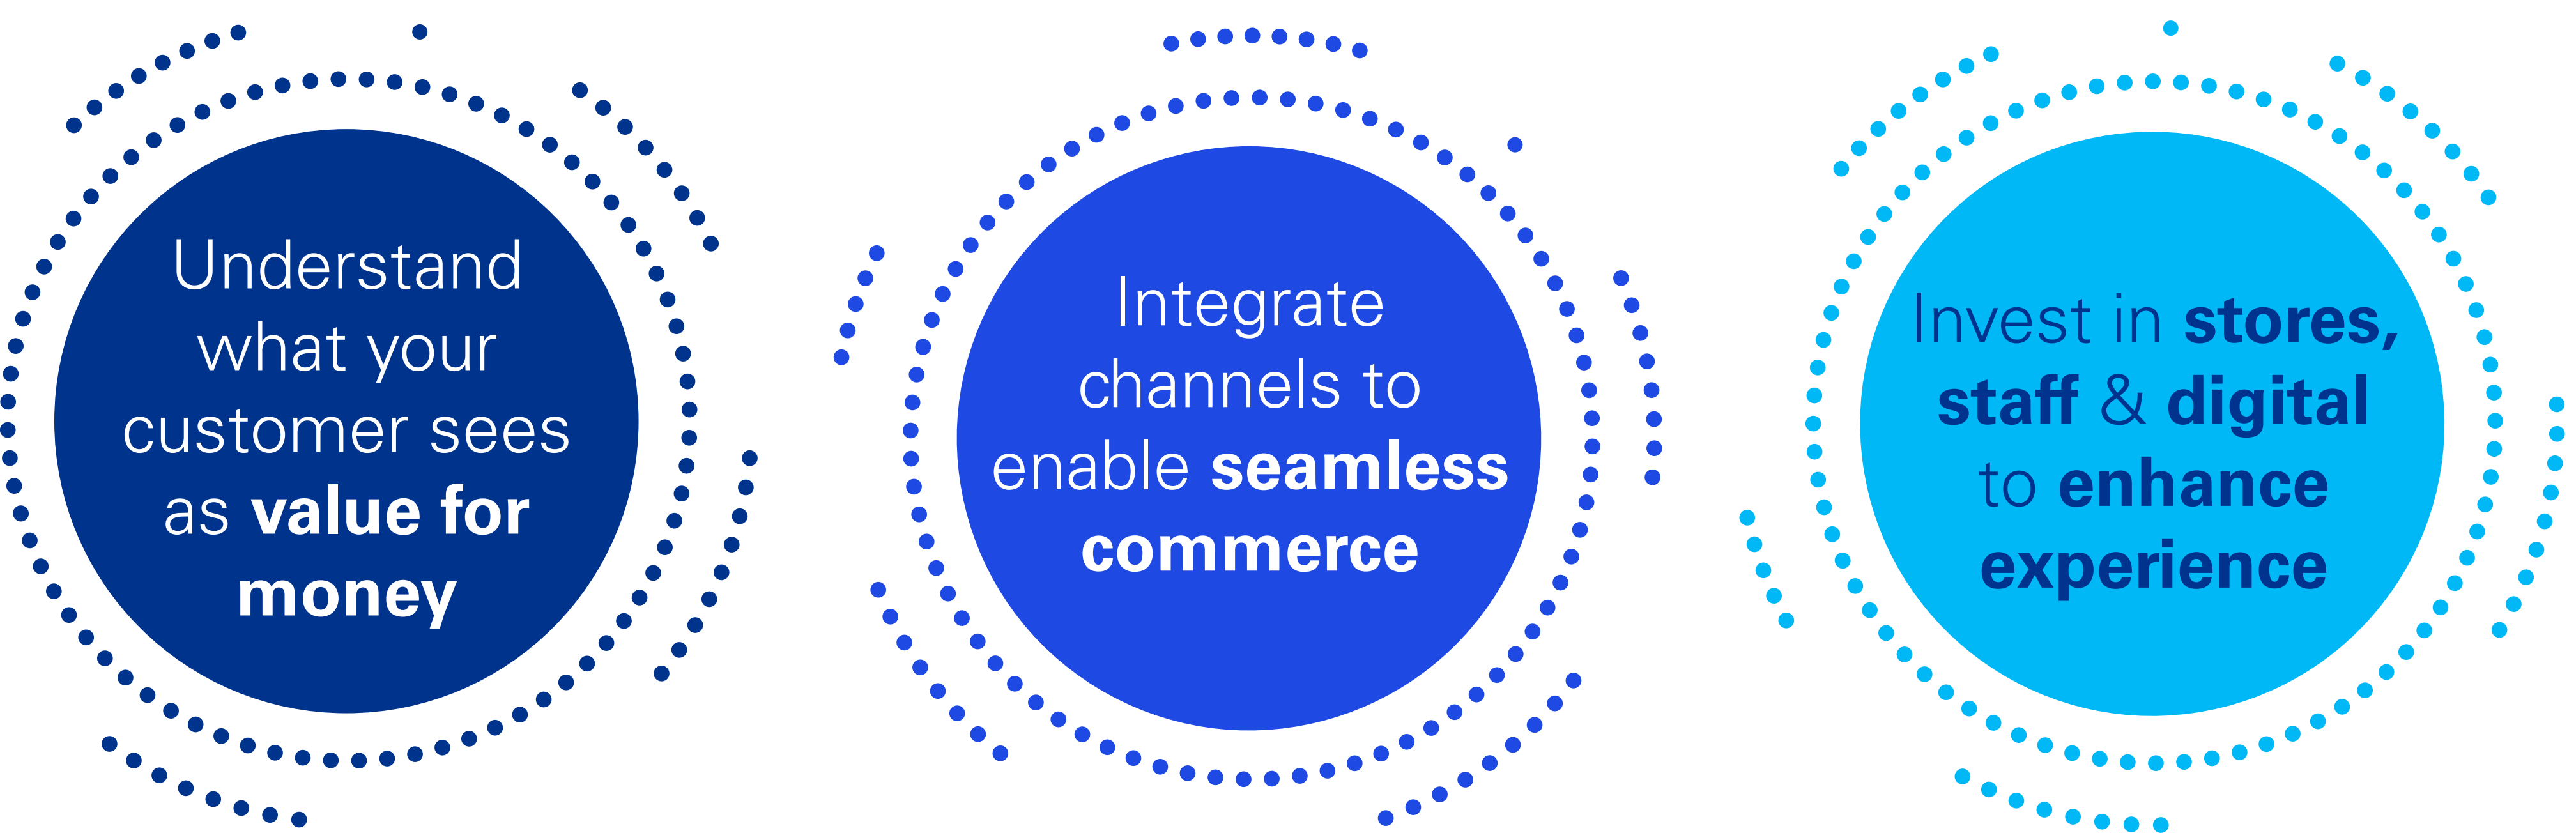 Understand
what your
customer sees
as value for
money
Integrate
channels to
enable seamless
commerce
Invest in stores,
staff & digital
to enhance
experience